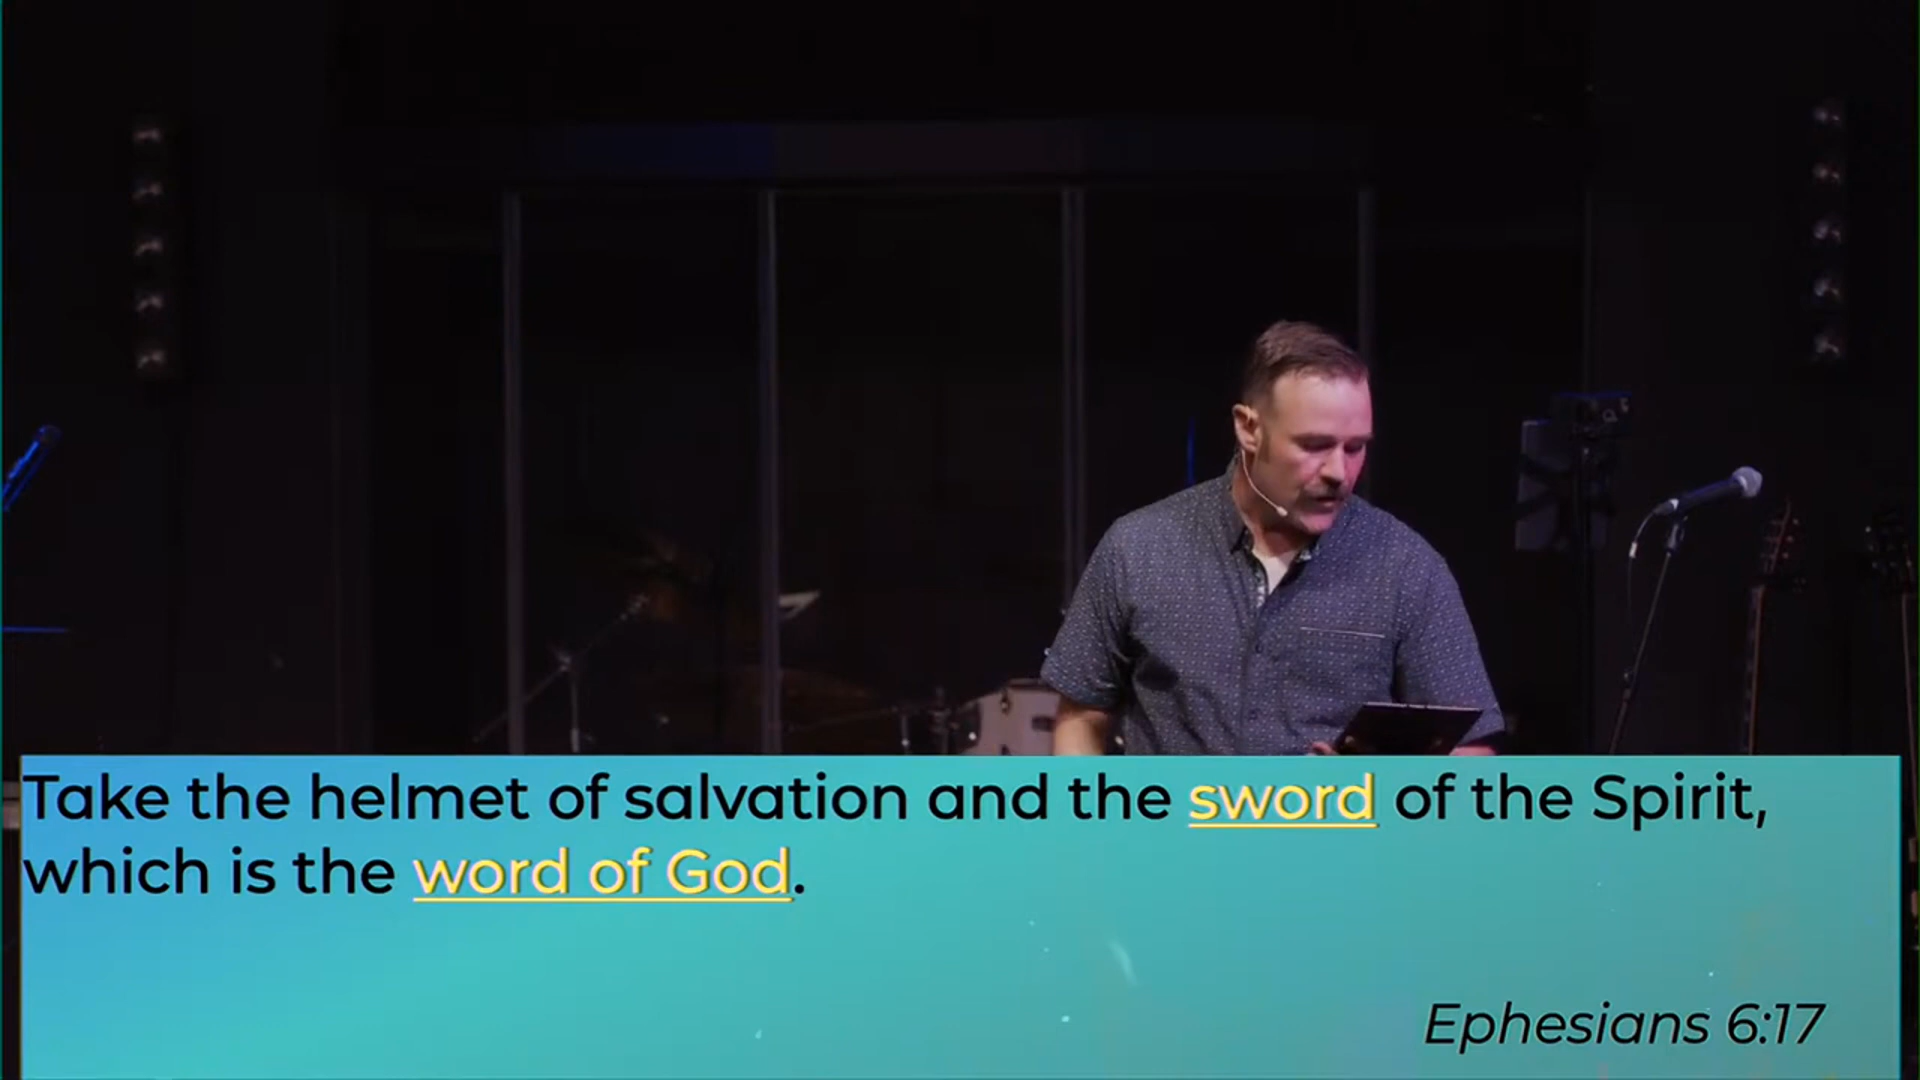 Take the helmet of salvation and the sword of the Spirit,
which is the word of God.
Ephesians 6:17